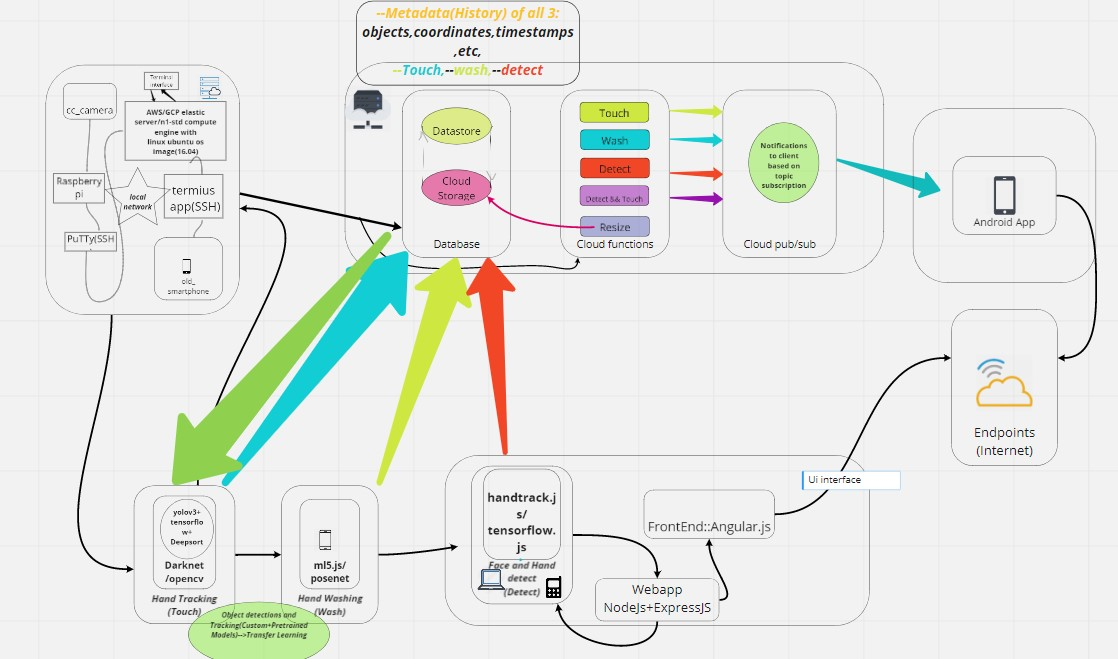 --Metadata(History) of all 3:
objects,coordinates,timestamps
,etc,
--Touch,--wash,--detect
cc_camera
Terminal
interface
AWS/GCP elastic
server/n1-std compute
engine with
linux ubuntu os
image(16.04)
Raspberry
pi
local
network
termius
app(SSH)
PuTTy(SSH
old_
smartphone
Datastore
Cloud
Storage
Database
Touch
Wash
Detect
Detect && Touch
Resize
Cloud functions
Notifications
to client
based on
topic
subscription
Cloud pub/sub
Android App
Endpoints
(Internet)
Ui interface
yolov3+
tensorflo
w+
Deepsort
Darknet
/opencv
Hand Tracking
(Touch)
ml5.js/
posenet
Hand Washing
(Wash)
Object detections and
Tracking(Custom+Pretrained
Models)-->Transfer Learning
handtrack.j
s/
tensorflow.
js
Face and Hand
detect
(Detect)
FrontEnd::Angular.js
Webapp
NodeJs+ExpressJS